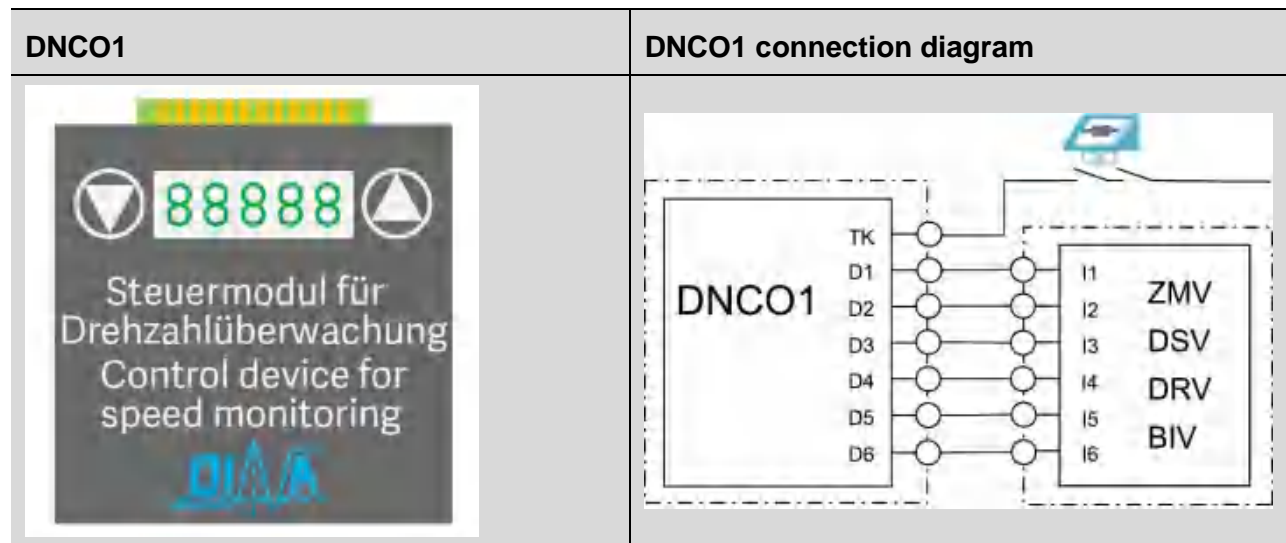 DNCO1
DNCO1 connection diagram
88888
Steuermodul für
Drehzahlüberwachung
Control device for
speed monitoring
DNCO1
TK
D1
D2
D3
D4
D5
D6
I1
I2
I3
I4
I5
I6
ZMV
DSV
DRV
BIV